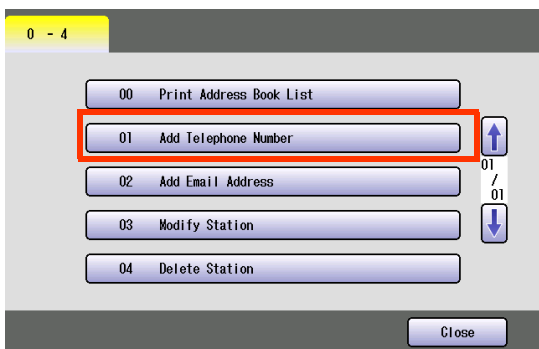 0 - 4
00 Print Address Book List
01 Add Telephone Number
02 Add Email Address
03 Modify Station
04 Delete Station
01
/
01
Close